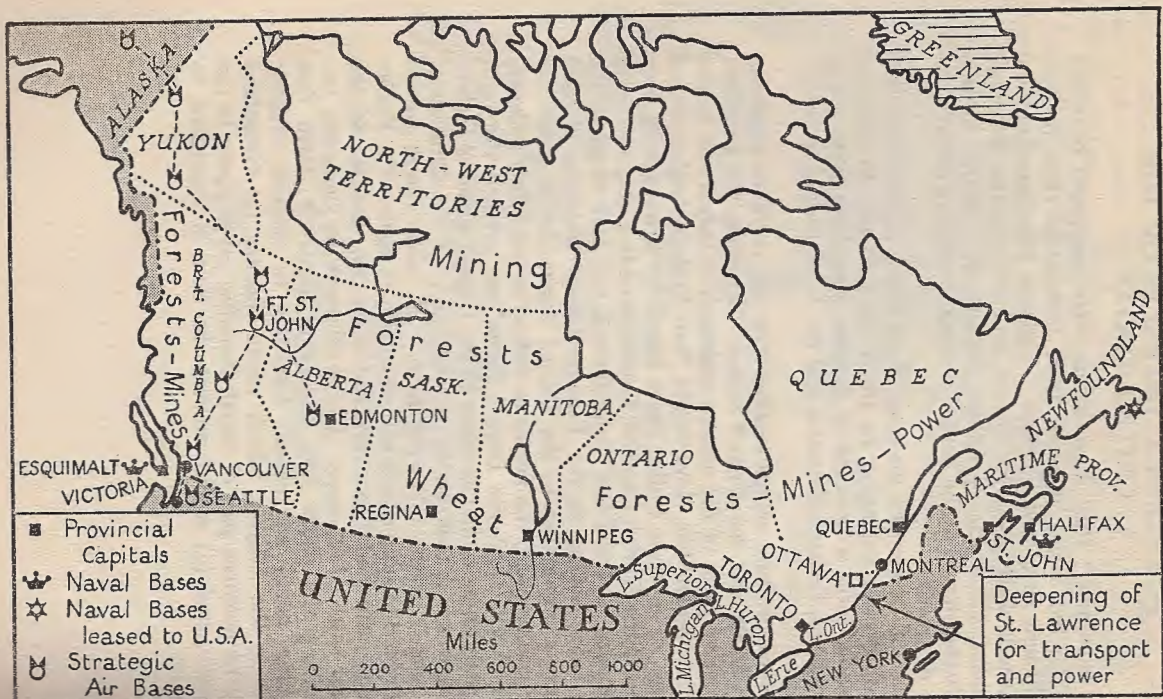 GREENLAND
ALASKA
YUKON
NORTH-WEST
TERRITORIES
Mining
Forests-Mines
BRIT. COLUMBIA
FT. ST.
JOHN
Forests
ALBERTA
SASK.
EDMONTON
MANITOBA
QUEBEC
NEWFOUNDLAND
ONTARIO
Forests-Mines-Power
MARITIME PROV.
Wheat
ESQUIMALT
VICTORIA
VANCOUVER
SEATTLE
REGINA
WINNIPEG
QUEBEC
HALIFAX
ST. JOHN
OTTAWA
MONTREAL
TORONTO
L. Superior
L. Huron
L. Michigan
L. Ont.
L. Erie
NEW YORK
UNITED STATES
Miles
0 200 400 600 800 1000
Provincial
Capitals
Naval Bases
Naval Bases
leased to U.S.A.
Strategic
Air Bases
Deepening of
St. Lawrence
for transport
and power